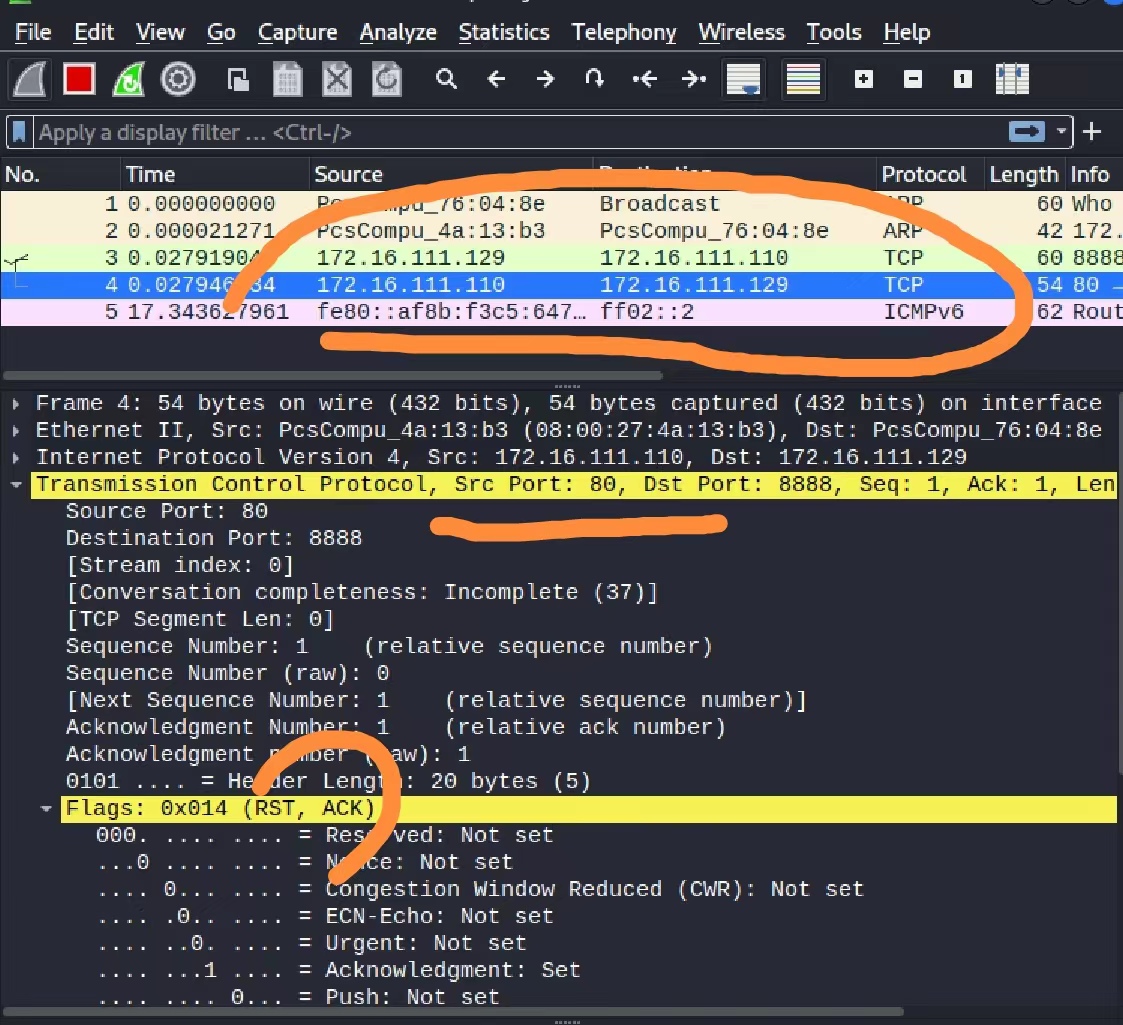 File Edit View Go Capture Analyze Statistics Telephony Wireless Tools Help
Apply a display filter ... <Ctrl-/>
No. Time Source Destination Protocol Length Info
1 0.000000000 PcsCompu_76:04:8e Broadcast ARP 60 Who
2 0.000021271 PcsCompu_4a:13:b3 PcsCompu_76:04:8e ARP 42 172.
3 172.16.111.129 172.16.111.110 TCP 60 8888
4 172.16.111.110 172.16.111.129 TCP 54 80 →
5 17.343627961 fe80::af8b:f3c5:647… ff02::2 ICMPv6 62 Rout
Frame 4: 54 bytes on wire (432 bits), 54 bytes captured (432 bits) on interface
Ethernet II, Src: PcsCompu_4a:13:b3 (08:00:27:4a:13:b3), Dst: PcsCompu_76:04:8e
Internet Protocol Version 4, Src: 172.16.111.110, Dst: 172.16.111.129
Transmission Control Protocol, Src Port: 80, Dst Port: 8888, Seq: 1, Ack: 1, Len
Source Port: 80
Destination Port: 8888
[Stream index: 0]
[Conversation completeness: Incomplete (37)]
[TCP Segment Len: 0]
Sequence Number: 1 (relative sequence number)
Sequence Number (raw): 0
[Next Sequence Number: 1 (relative sequence number)]
Acknowledgment Number: 1 (relative ack number)
Acknowledgment number (raw): 1
0101 .... = Header Length: 20 bytes (5)
Flags: 0x014 (RST, ACK)
000. .... .... = Reserved: Not set
...0 .... .... = Nonce: Not set
.... 0... .... = Congestion Window Reduced (CWR): Not set
.... .0.. .... = ECN-Echo: Not set
.... ..0. .... = Urgent: Not set
.... ...1 .... = Acknowledgment: Set
.... .... 0... = Push: Not set